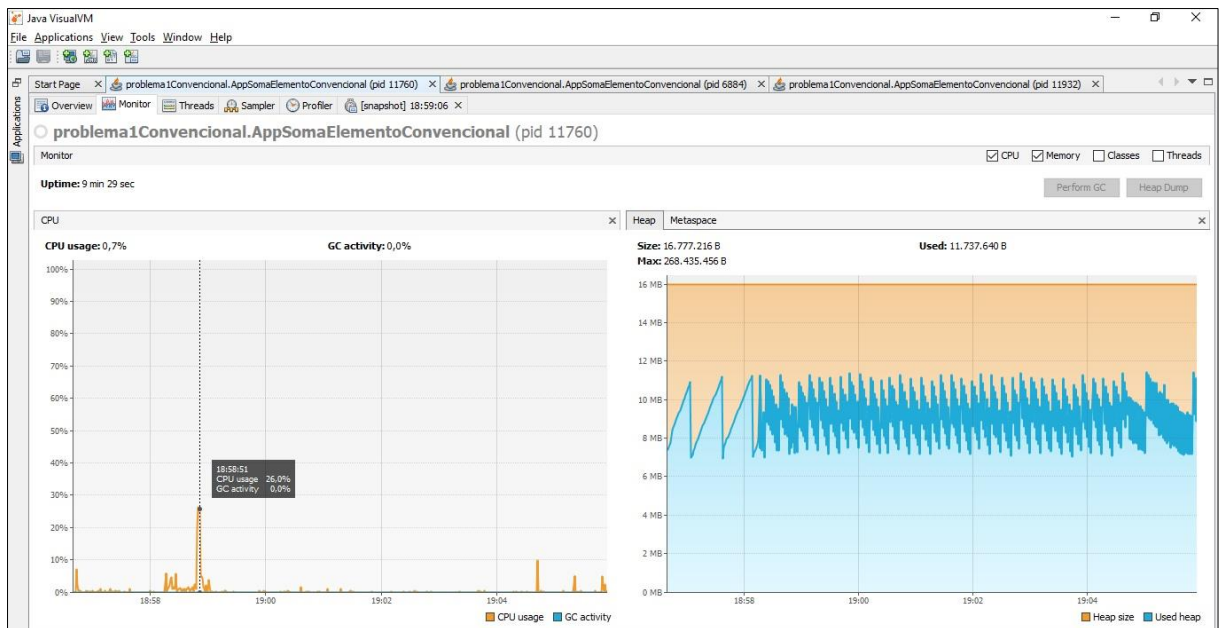 Java VisualVM
File Applications View Tools Window Help
Start Page problema1Convencional.AppSomaElementoConvencional (pid 11760) problema1Convencional.AppSomaElementoConvencional (pid 6884) problema1Convencional.AppSomaElementoConvencional (pid 11932)
Applications
Overview Monitor Threads Sampler Profiler [snapshot] 18:59:06
problema1Convencional.AppSomaElementoConvencional (pid 11760)
Monitor CPU Memory Classes Threads
Uptime: 9 min 29 sec
Perform GC Heap Dump
CPU
CPU usage: 0,7% GC activity: 0,0%
100%
90%
80%
70%
60%
50%
40%
30%
20%
10%
0%
18:58:51
CPU usage 26,0%
GC activity 0,0%
18:58 19:00 19:02 19:04
CPU usage GC activity
Heap Metaspace
Size: 16.777.216 B Used: 11.737.640 B
Max: 268.435.456 B
16 MB
14 MB
12 MB
10 MB
8 MB
6 MB
4 MB
2 MB
0 MB
18:58 19:00 19:02 19:04
Heap size Used heap